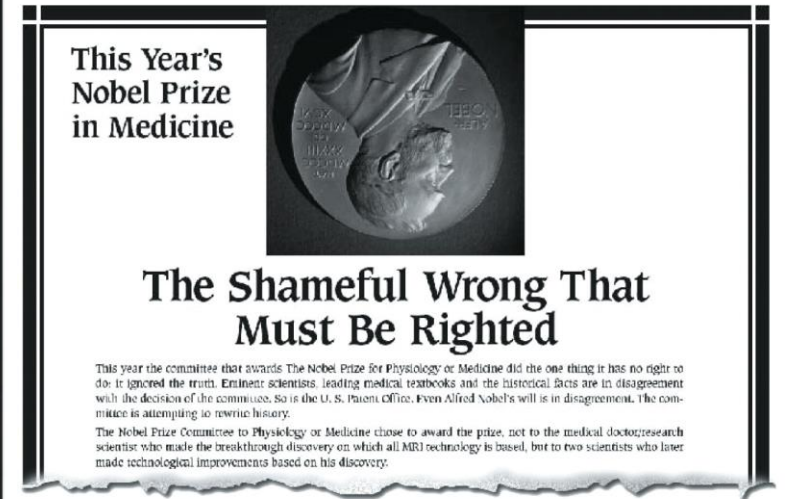 This Year's
Nobel Prize
in Medicine
ALFR. NOBEL
The Shameful Wrong That
Must Be Righted
This year the committee that awards The Nobel Prize for Physiology or Medicine did the one thing it has no right to
do: it ignored the truth. Eminent scientists, leading medical textbooks and the historical facts are in disagreement
with the decision of the committee. So is the U. S. Patent Office. Even Alfred Nobel's will is in disagreement. The com-
mittee is attempting to rewrite history.
The Nobel Prize Committee to Physiology or Medicine chose to award the prize, not to the medical doctor/research
scientist who made the breakthrough discovery on which all MRI technology is based, but to two scientists who later
made technological improvements based on his discovery.